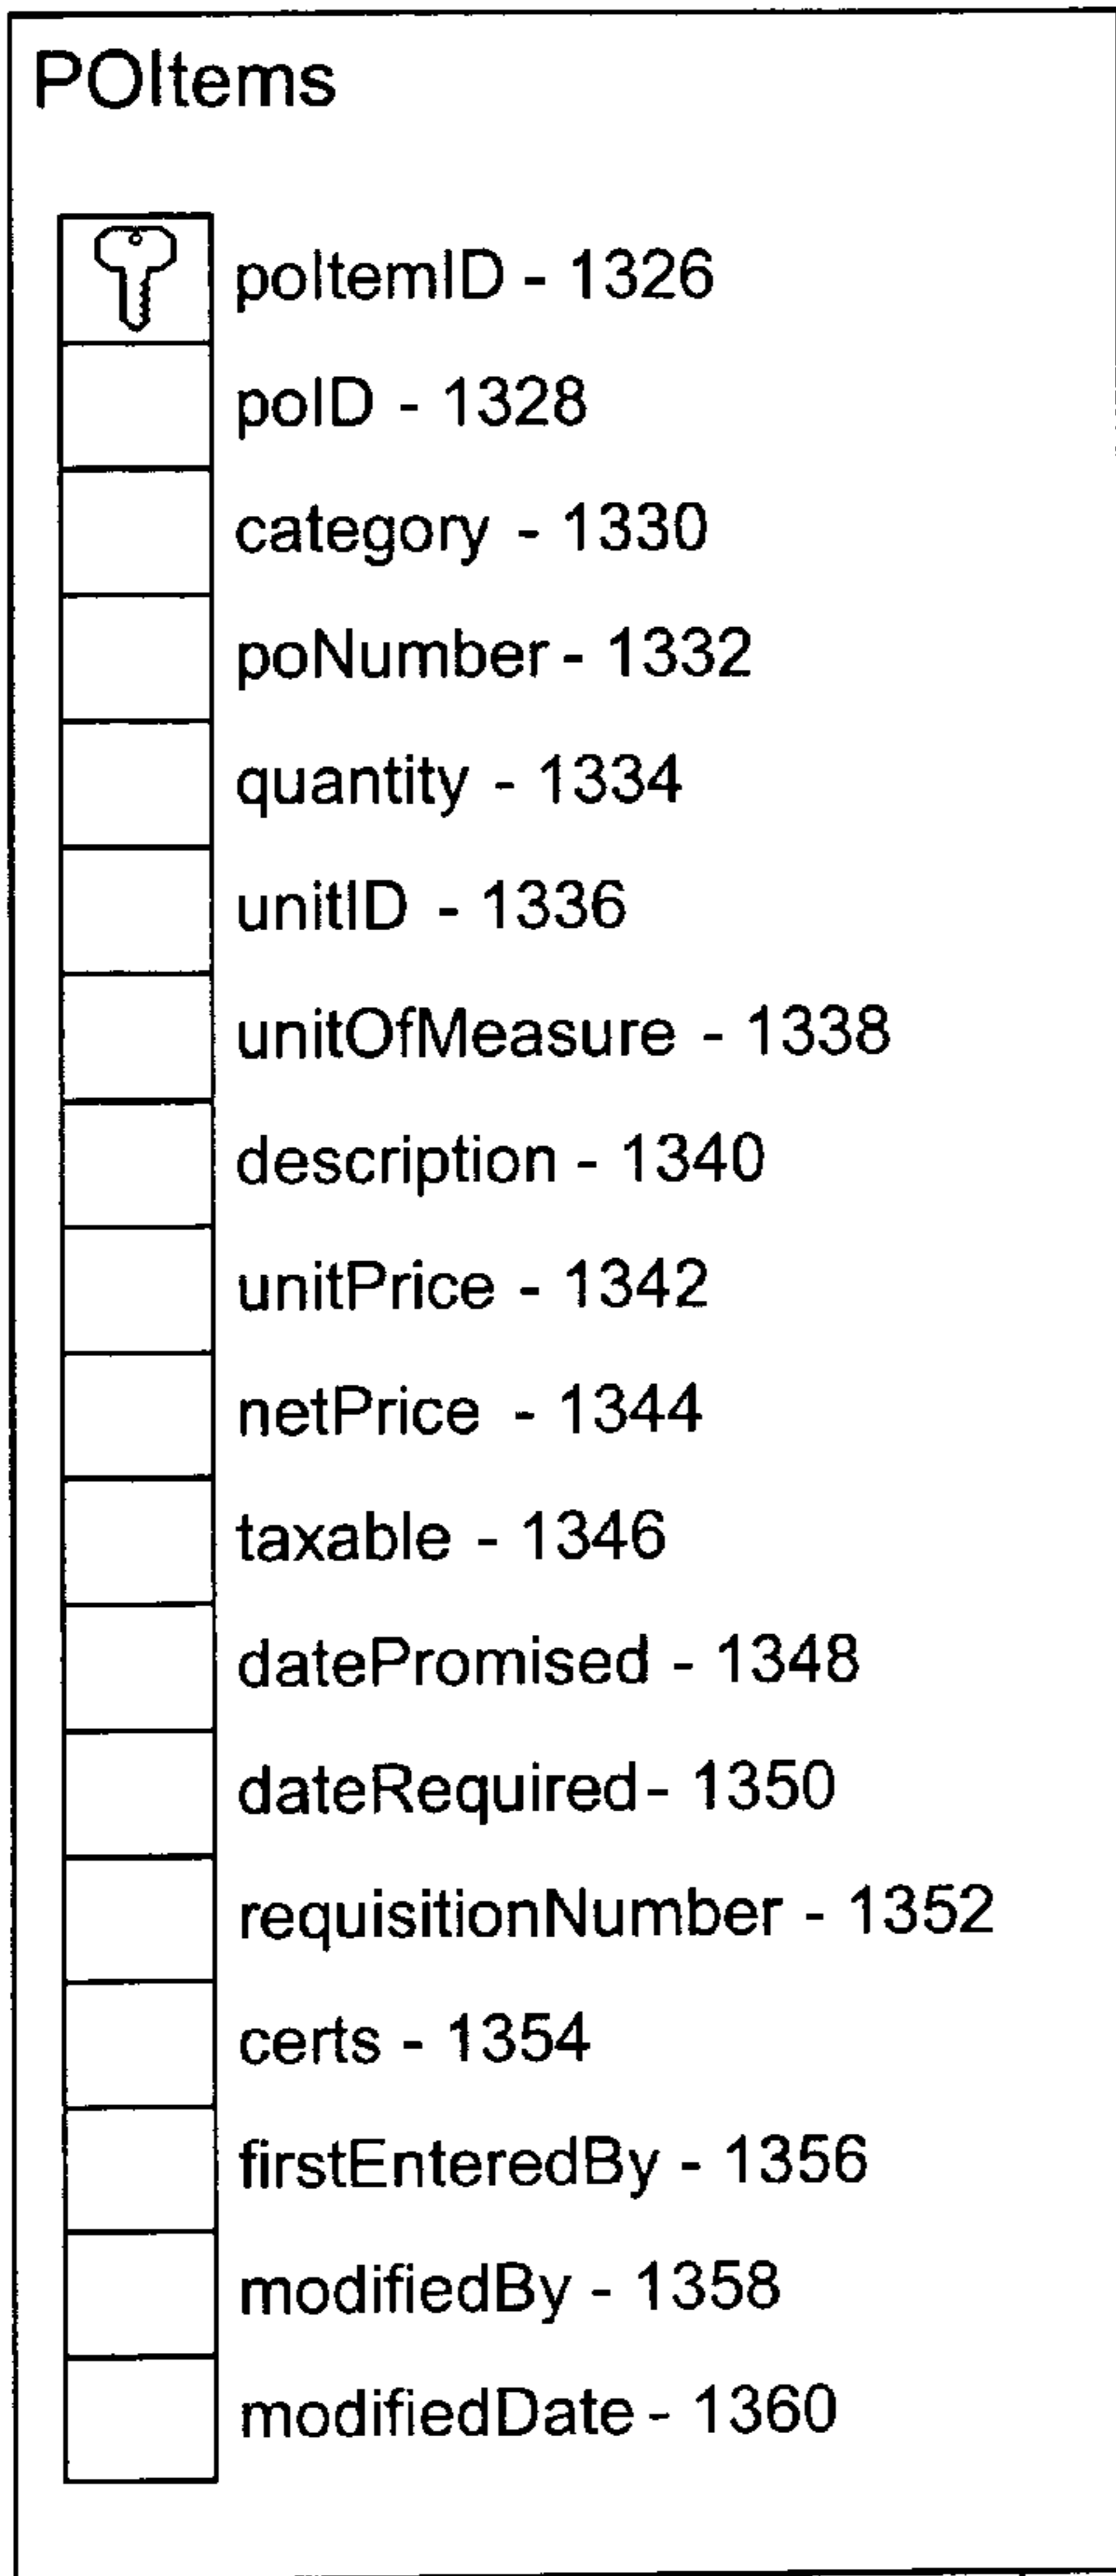 POItems
poItemID - 1326
poID - 1328
category - 1330
poNumber - 1332
quantity - 1334
unitID - 1336
unitOfMeasure - 1338
description - 1340
unitPrice - 1342
netPrice - 1344
taxable - 1346
datePromised - 1348
dateRequired- 1350
requisitionNumber - 1352
certs - 1354
firstEnteredBy - 1356
modifiedBy - 1358
modifiedDate - 1360